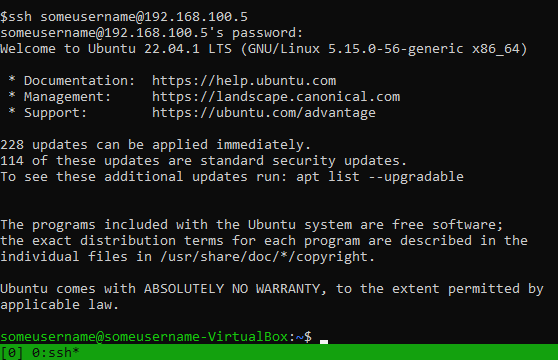 $ssh someusername@192.168.100.5
someusername@192.168.100.5's password:
Welcome to Ubuntu 22.04.1 LTS (GNU/Linux 5.15.0-56-generic x86_64)
* Documentation:  https://help.ubuntu.com
* Management:     https://landscape.canonical.com
* Support:        https://ubuntu.com/advantage
228 updates can be applied immediately.
114 of these updates are standard security updates.
To see these additional updates run: apt list --upgradable
The programs included with the Ubuntu system are free software;
the exact distribution terms for each program are described in the
individual files in /usr/share/doc/*/copyright.
Ubuntu comes with ABSOLUTELY NO WARRANTY, to the extent permitted by
applicable law.
someusername@someusername-VirtualBox:~$
[0] 0:ssh*